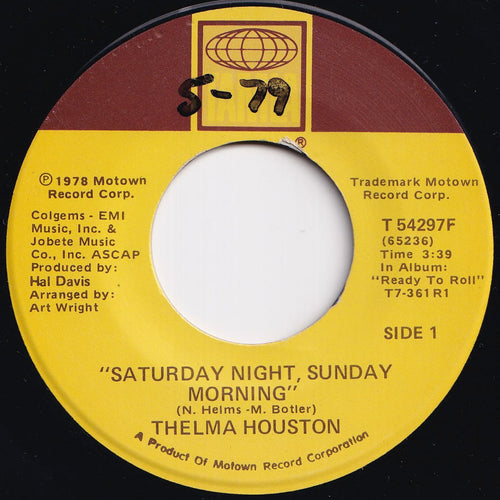 5-79
®
℗ 1978 Motown
Record Corp.
Colgems - EMI
Music, Inc. &
Jobete Music
Co., Inc. ASCAP
Produced by:
Hal Davis
Arranged by:
Art Wright
Trademark Motown
Record Corp.
T 54297F
(65236)
Time 3:39
In Album:
"Ready To Roll"
T7-361R1
SIDE 1
"SATURDAY NIGHT, SUNDAY
MORNING"
(N. Helms -M. Botler)
THELMA HOUSTON
A Product Of Motown Record Corporation